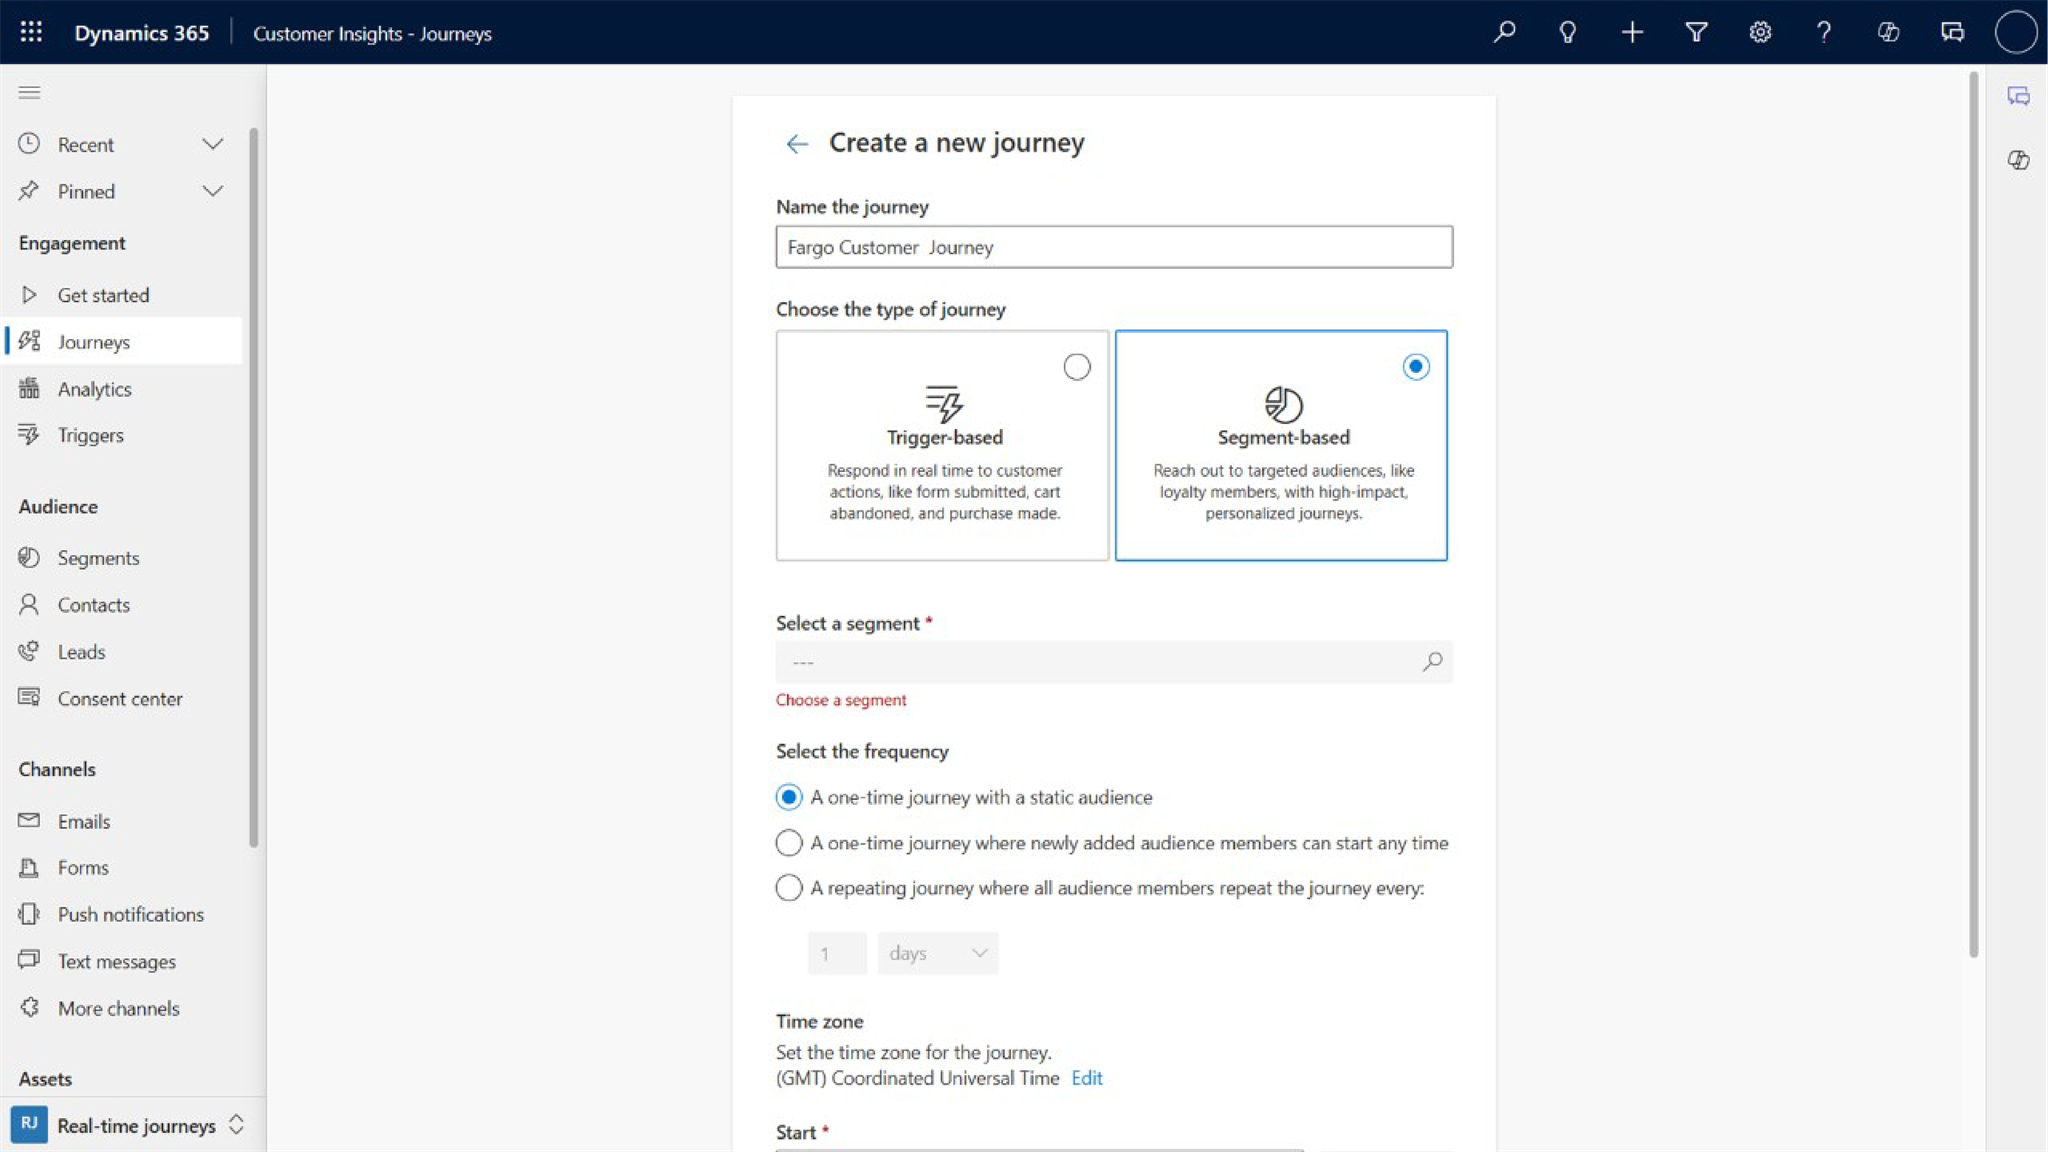 Dynamics 365
Customer Insights - Journeys
Recent
Pinned
Engagement
Get started
Journeys
Analytics
Triggers
Audience
Segments
Contacts
Leads
Consent center
Channels
Emails
Forms
Push notifications
Text messages
More channels
Assets
RJ Real-time journeys
Create a new journey
Name the journey
Fargo Customer  Journey
Choose the type of journey
Trigger-based
Respond in real time to customer
actions, like form submitted, cart
abandoned, and purchase made.
Segment-based
Reach out to targeted audiences, like
loyalty members, with high-impact,
personalized journeys.
Select a segment *
---
Choose a segment
Select the frequency
A one-time journey with a static audience
A one-time journey where newly added audience members can start any time
A repeating journey where all audience members repeat the journey every:
1 days
Time zone
Set the time zone for the journey.
(GMT) Coordinated Universal Time Edit
Start *